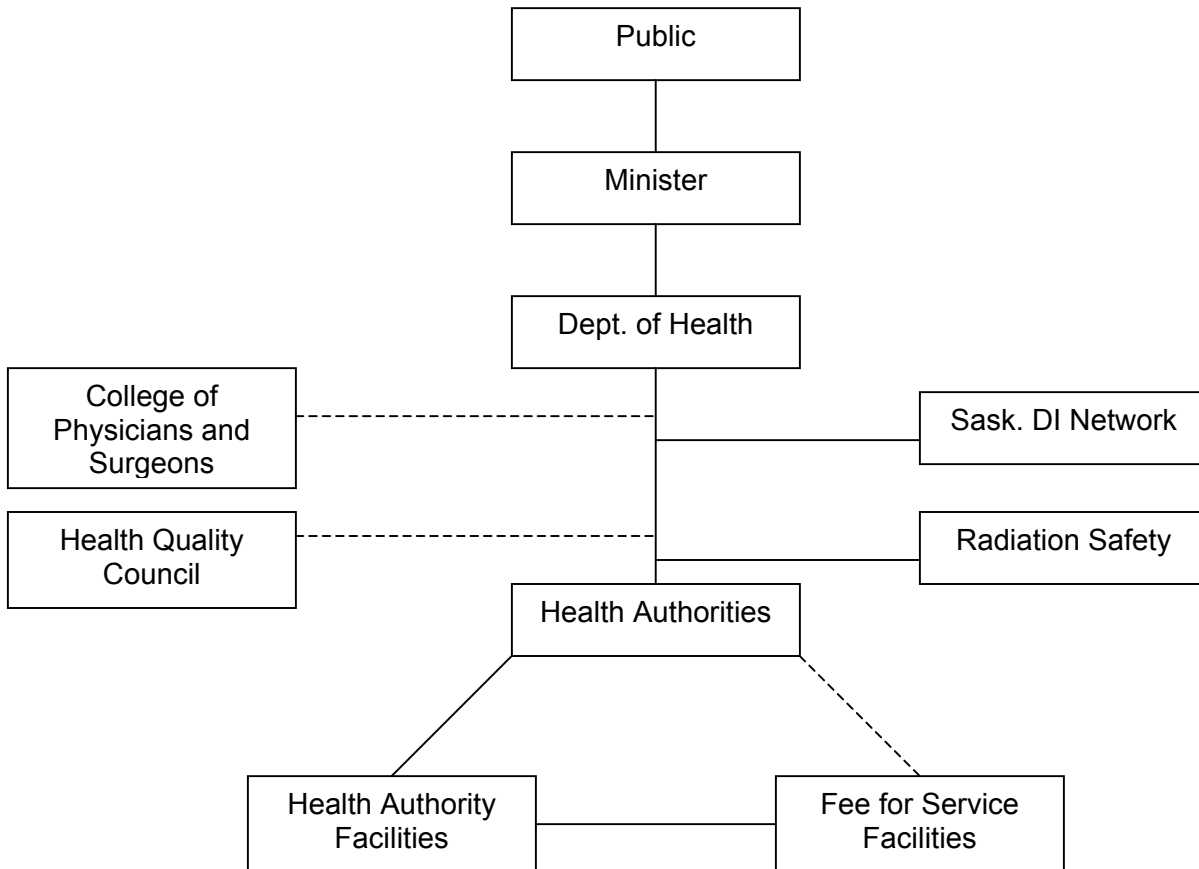 Public
Minister
Dept. of Health
College of
Physicians and
Surgeons
Sask. DI Network
Health Quality
Council
Radiation Safety
Health Authorities
Health Authority
Facilities
Fee for Service
Facilities